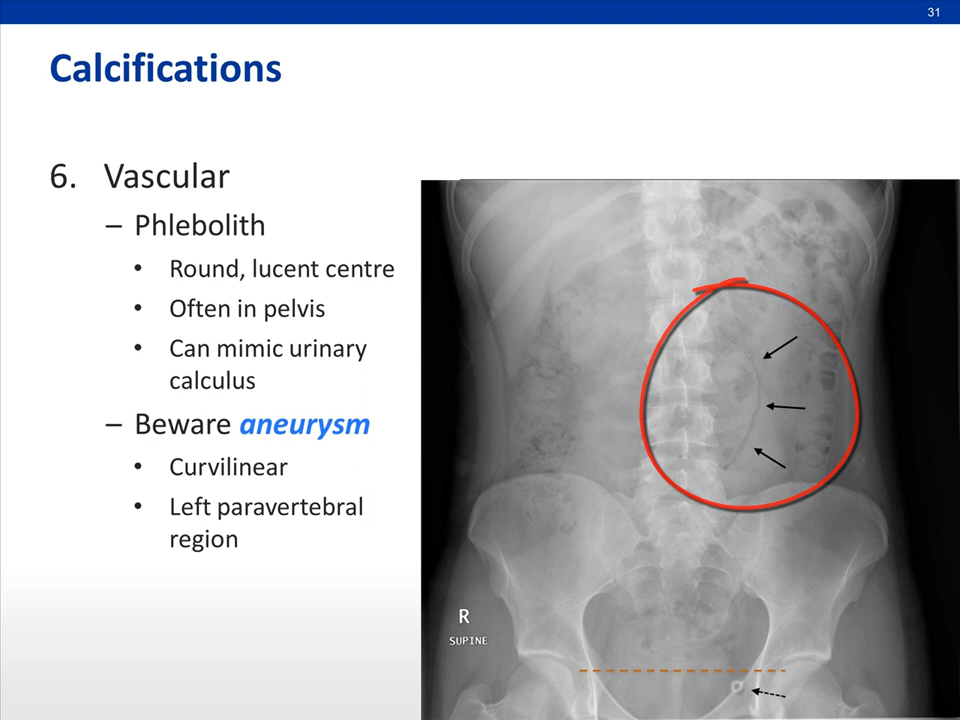 31
Calcifications
6. Vascular
– Phlebolith
• Round, lucent centre
• Often in pelvis
• Can mimic urinary
calculus
– Beware aneurysm
• Curvilinear
• Left paravertebral
region
R
SUPINE